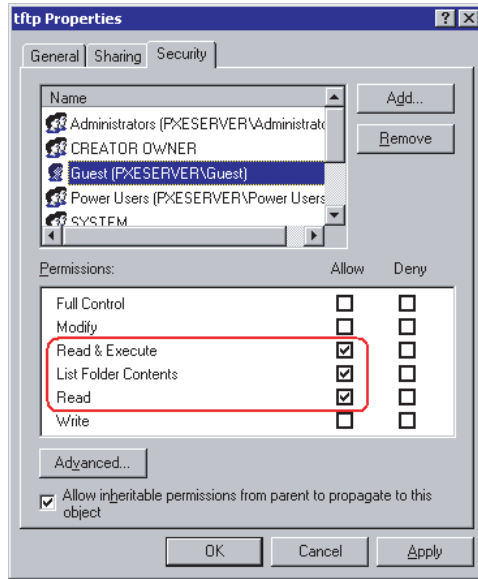 tftp Properties
General Sharing Security
Name
Add...
Administrators (PXESERVER\Administrato
CREATOR OWNER
Remove
Guest (PXESERVER\Guest)
Power Users (PXESERVER\Power Users
SYSTEM
Permissions: Allow Deny
Full Control
Modify
Read & Execute
List Folder Contents
Read
Write
Advanced...
Allow inheritable permissions from parent to propagate to this
object
OK Cancel Apply